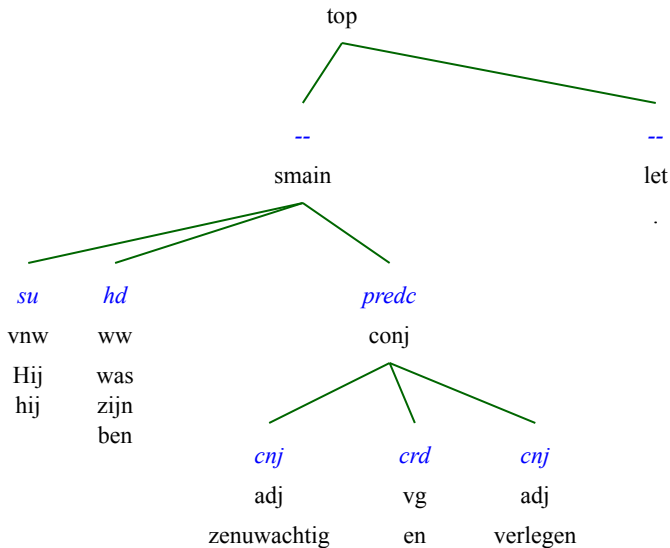 top
-- --
smain let
.
su hd predc
vnw ww conj
Hij was
hij zijn
ben
cnj crd cnj
adj vg adj
zenuwachtig en verlegen